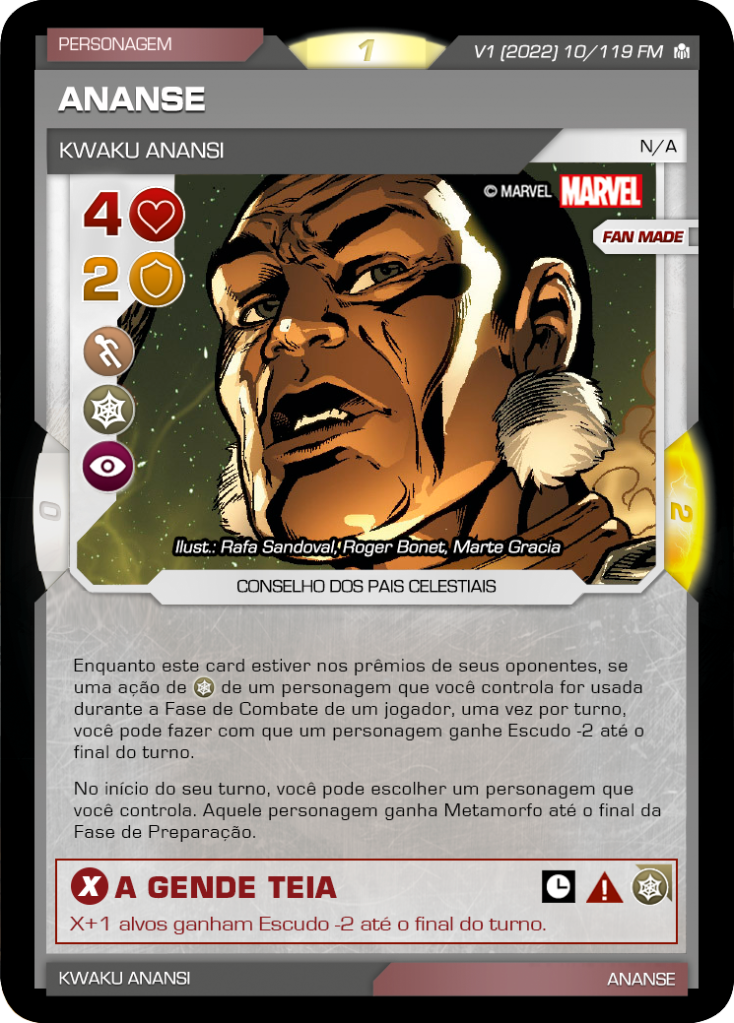 PERSONAGEM
1
V1 (2022) 10/119 FM
ANANSE
KWAKU ANANSI
N/A
© MARVEL MARVEL
4
FAN MADE
2
0
2
Ilust.: Rafa Sandoval, Roger Bonet, Marte Gracia
CONSELHO DOS PAIS CELESTIAIS
Enquanto este card estiver nos prêmios de seus oponentes, se
uma ação de de um personagem que você controla for usada
durante a Fase de Combate de um jogador, uma vez por turno,
você pode fazer com que um personagem ganhe Escudo -2 até o
final do turno.
No início do seu turno, você pode escolher um personagem que
você controla. Aquele personagem ganha Metamorfo até o final da
Fase de Preparação.
X A GENDE TEIA
X+1 alvos ganham Escudo -2 até o final do turno.
KWAKU ANANSI
ANANSE